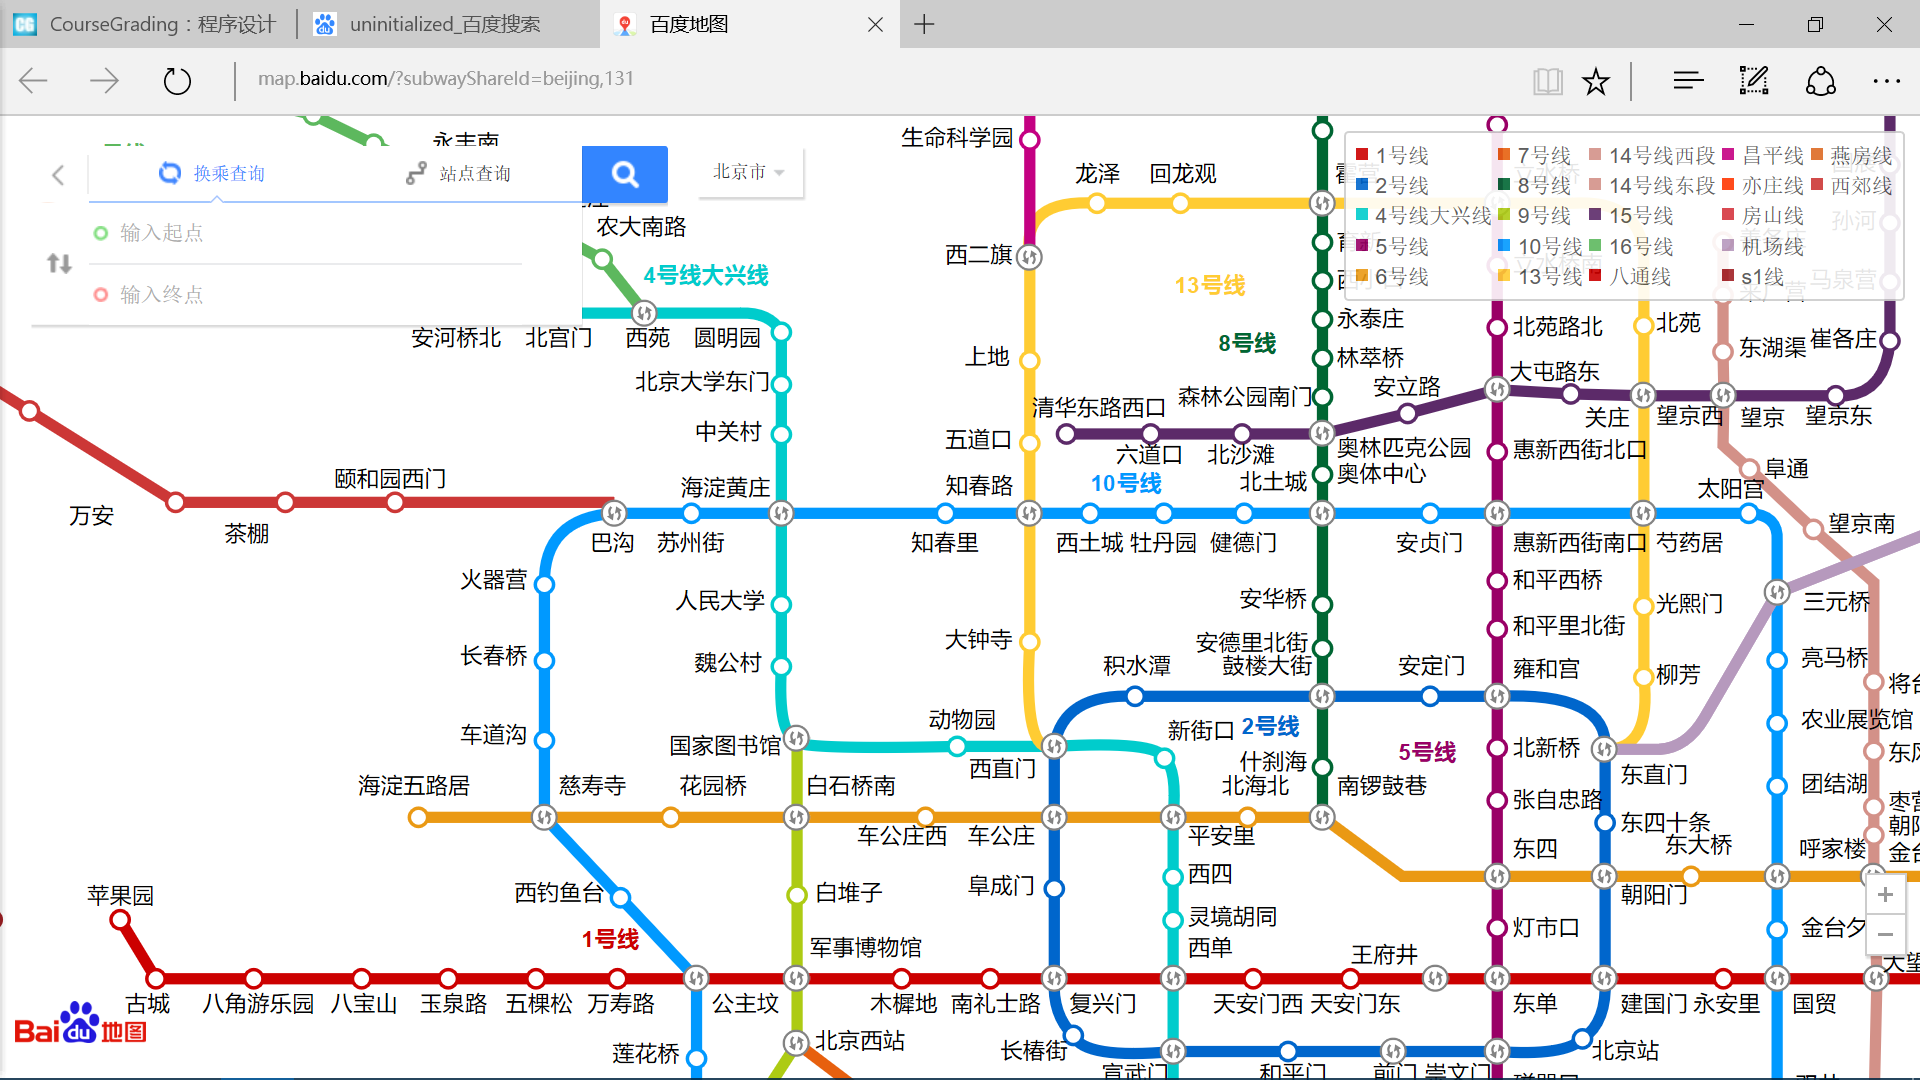 CourseGrading：程序设计
uninitialized_百度搜索
百度地图
map.baidu.com/?subwayShareId=beijing,131
永丰南
生命科学园
换乘查询
站点查询
北京市
输入起点
输入终点
1号线
7号线
14号线西段
昌平线
燕房线
2号线
8号线
14号线东段
亦庄线
西郊线
4号线大兴线
9号线
15号线
房山线
5号线
10号线
16号线
机场线
6号线
13号线
八通线
s1线
龙泽
回龙观
农大南路
4号线大兴线
西二旗
13号线
孙河
马泉营
安河桥北
北宫门
西苑
圆明园
8号线
永泰庄
北苑路北
北苑
东湖渠
崔各庄
上地
林萃桥
北京大学东门
安立路
大屯路东
清华东路西口
森林公园南门
关庄
望京西
望京
望京东
中关村
五道口
六道口
北沙滩
奥林匹克公园
惠新西街北口
颐和园西门
海淀黄庄
知春路
10号线
北土城
奥体中心
阜通
太阳宫
万安
茶棚
望京南
巴沟
苏州街
知春里
西土城
牡丹园
健德门
安贞门
惠新西街南口
芍药居
火器营
和平西桥
人民大学
安华桥
光熙门
三元桥
大钟寺
安德里北街
和平里北街
长春桥
魏公村
积水潭
鼓楼大街
安定门
雍和宫
柳芳
亮马桥
动物园
新街口
2号线
农业展览馆
车道沟
国家图书馆
西直门
什刹海
5号线
北新桥
东直门
海淀五路居
慈寿寺
花园桥
白石桥南
北海北
南锣鼓巷
团结湖
张自忠路
车公庄西
车公庄
平安里
东四十条
东四
东大桥
呼家楼
苹果园
西钓鱼台
白堆子
阜成门
西四
朝阳门
1号线
军事博物馆
灵境胡同
西单
灯市口
王府井
古城
八角游乐园
八宝山
玉泉路
五棵松
万寿路
公主坟
木樨地
南礼士路
复兴门
天安门西
天安门东
东单
建国门
永安里
国贸
Bai du 地图
莲花桥
北京西站
长椿街
北京站
宣武门
和平门
前门
崇文门